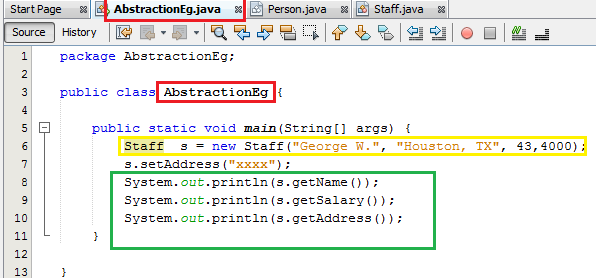 Start Page AbstractionEg.java Person.java Staff.java
Source History
1 package AbstractionEg;
2
3 public class AbstractionEg {
4
5 public static void main(String[] args) {
6 Staff s = new Staff("George W.", "Houston, TX", 43,4000);
7 s.setAddress("xxxx");
8 System.out.println(s.getName());
9 System.out.println(s.getSalary());
10 System.out.println(s.getAddress());
11 }
12
13 }